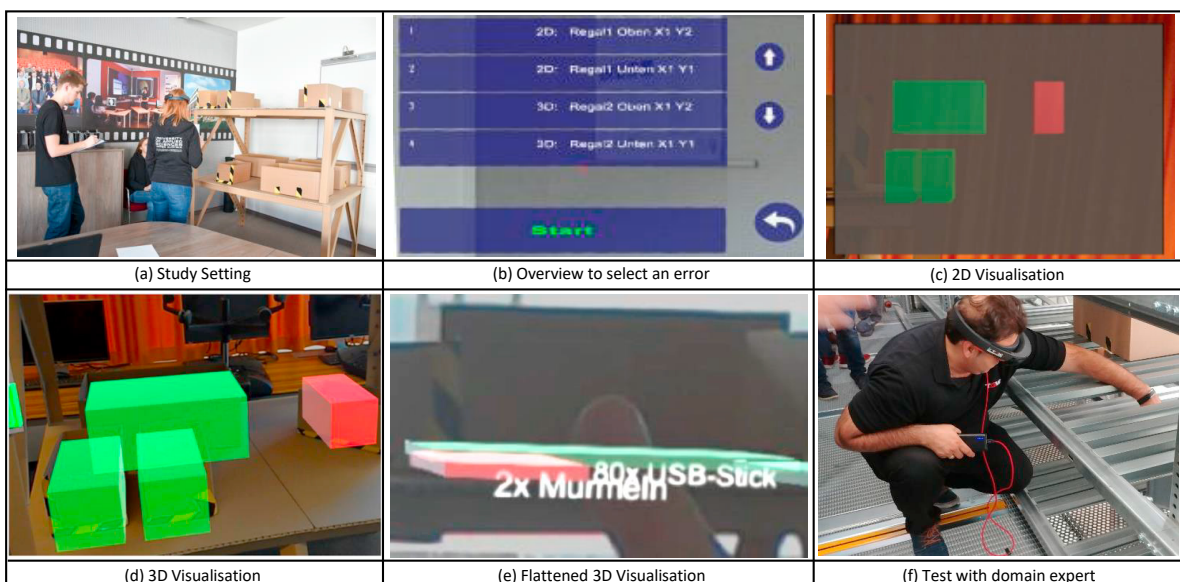 1 2D: Regal1 Oben X1 Y2
2 2D: Regal1 Unten X1 Y1
3 3D: Regal2 Oben X1 Y2
4 3D: Regal2 Unten X1 Y1
Start
(a) Study Setting
(b) Overview to select an error
(c) 2D Visualisation
80x USB-Stick
2x Murmeln
(d) 3D Visualisation
(e) Flattened 3D Visualisation
(f) Test with domain expert